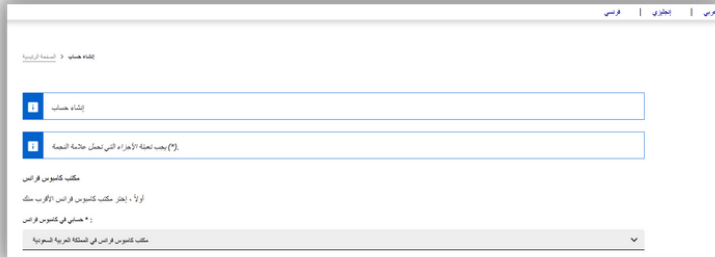 عربي | إنجليزي | فرنسي
الصفحة الرئيسية > إنشاء حساب
إنشاء حساب
يجب تعبئة الأجزاء التي تحمل علامة النجمة (*).
مكتب كامبوس فرانس
أولاً ، إختر مكتب كامبوس فرانس الأقرب منك
حسابي في كامبوس فرانس * :
مكتب كامبوس فرانس في المملكة العربية السعودية